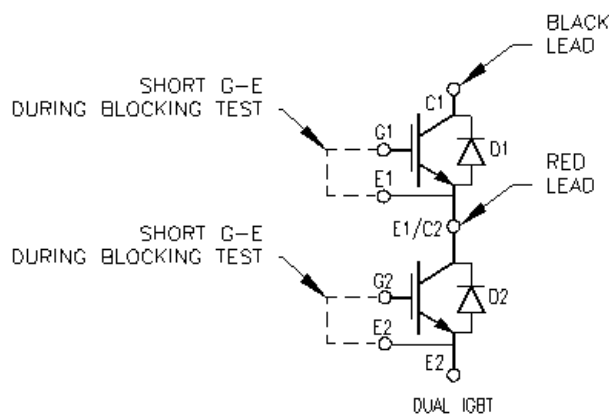 BLACK
LEAD
SHORT G-E
DURING BLOCKING TEST
C1
G1
D1
E1
RED
LEAD
E1/C2
SHORT G-E
DURING BLOCKING TEST
G2
D2
E2
E2
DUAL IGBT